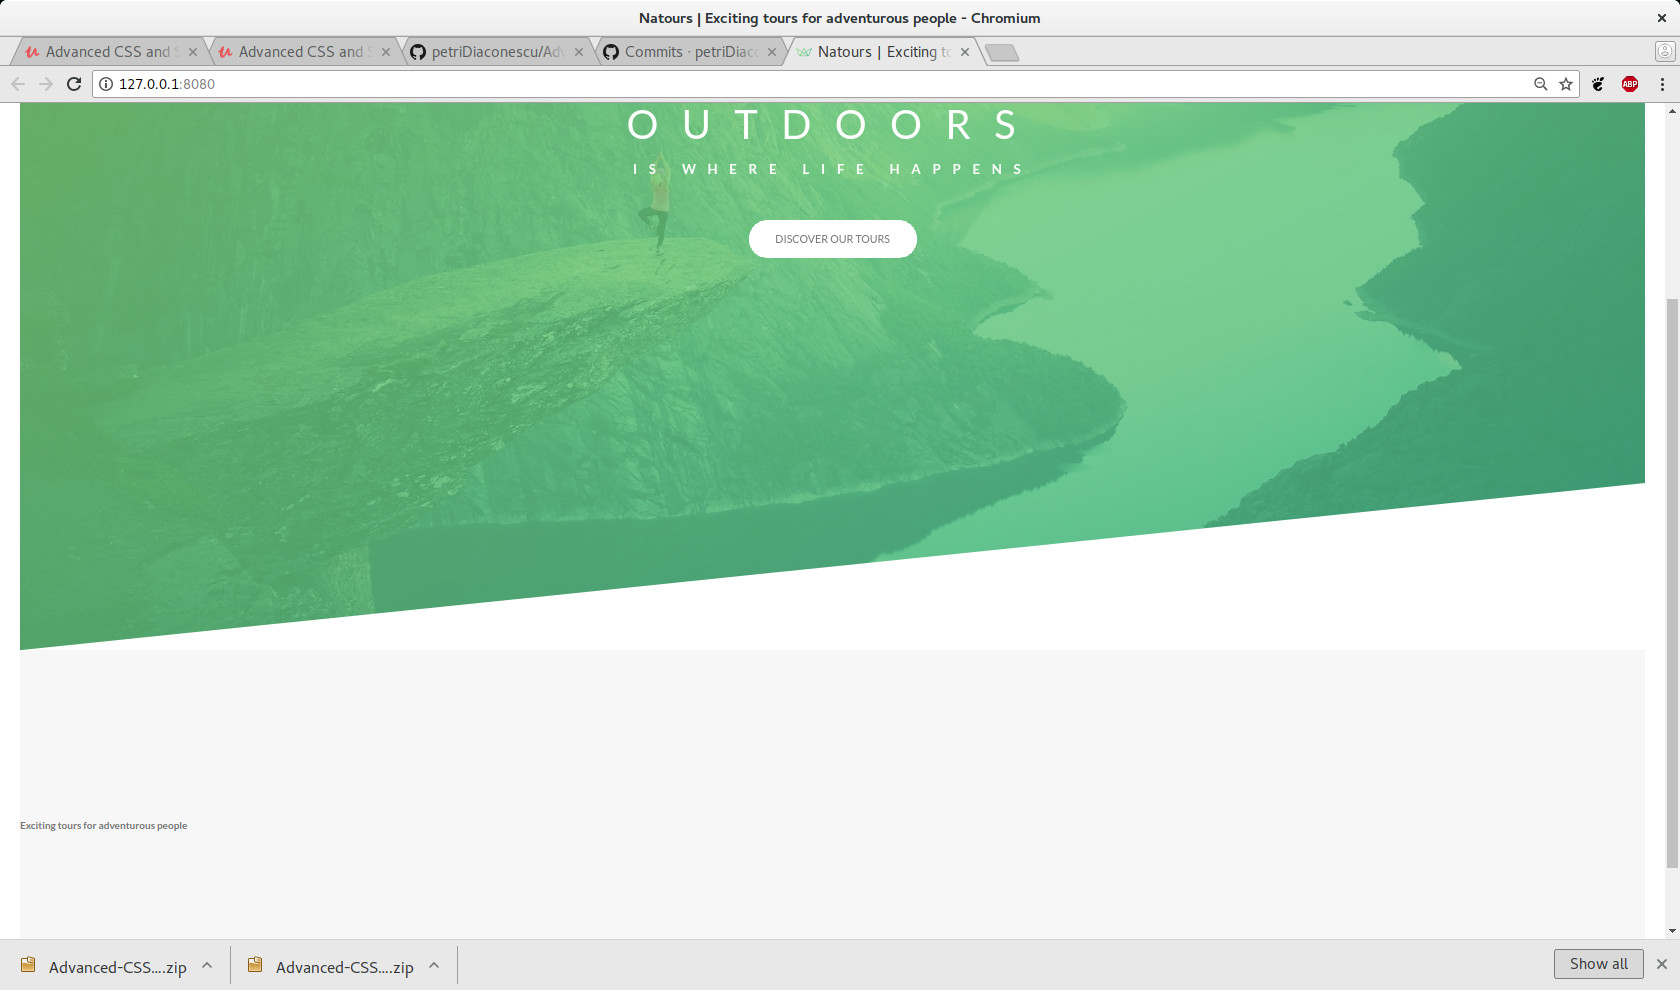 Natours | Exciting tours for adventurous people - Chromium
Advanced CSS and S
Advanced CSS and S
petriDiaconescu/Adv
Commits · petriDiaco
Natours | Exciting to
127.0.0.1:8080
ABP
OUTDOORS
IS WHERE LIFE HAPPENS
DISCOVER OUR TOURS
Exciting tours for adventurous people
Advanced-CSS....zip
Advanced-CSS....zip
Show all